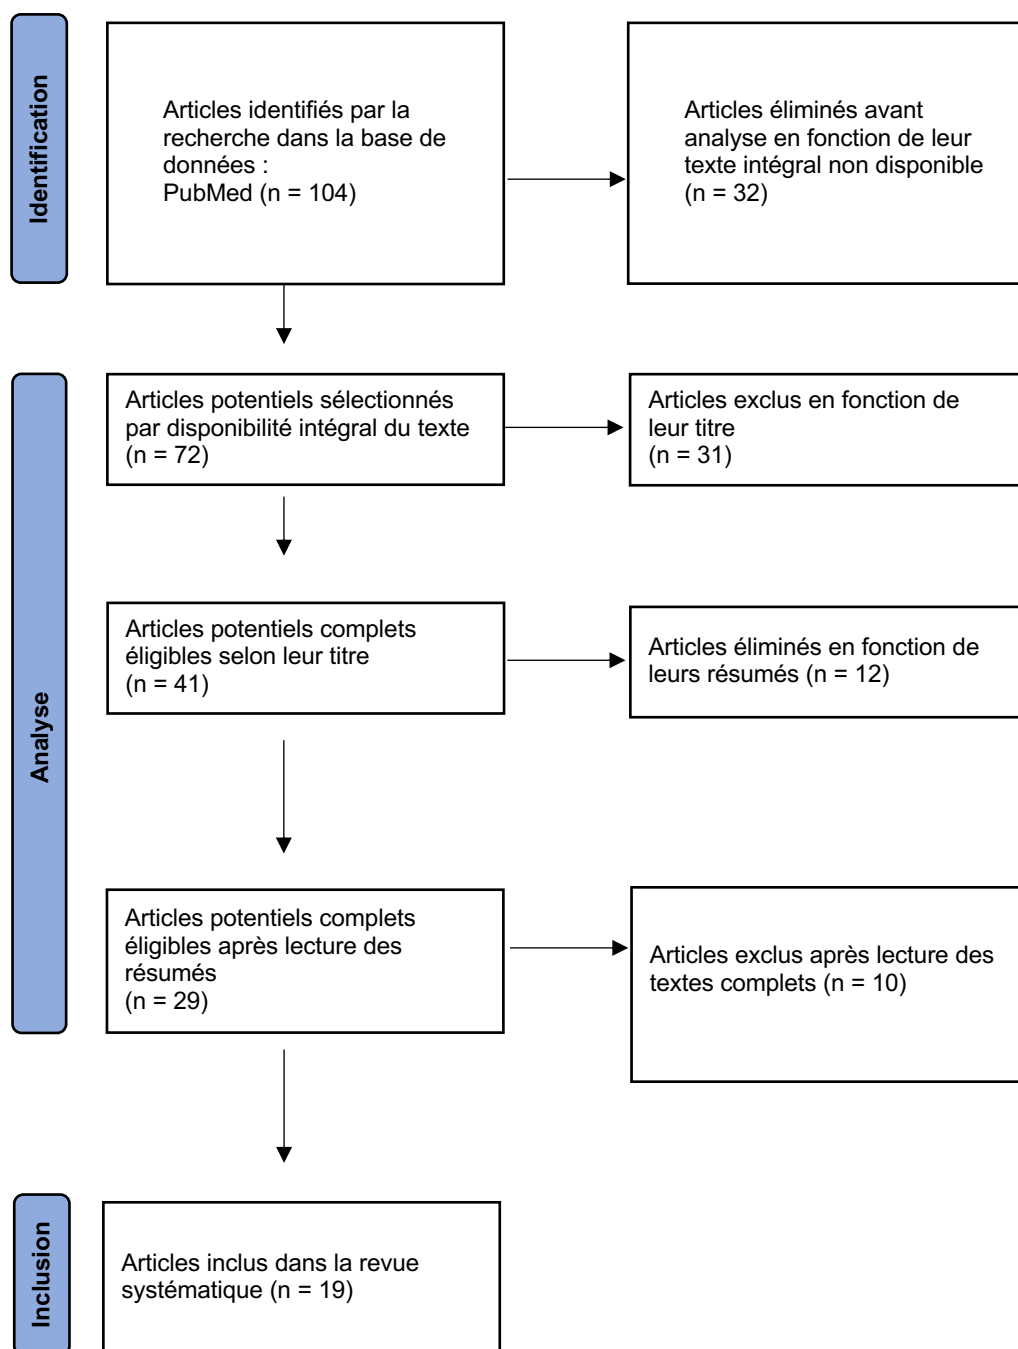 Identification
Articles identifiés par la
recherche dans la base de
données :
PubMed (n = 104)
Articles éliminés avant
analyse en fonction de leur
texte intégral non disponible
(n = 32)
Analyse
Articles potentiels sélectionnés
par disponibilité intégral du texte
(n = 72)
Articles exclus en fonction de
leur titre
(n = 31)
Articles potentiels complets
éligibles selon leur titre
(n = 41)
Articles éliminés en fonction de
leurs résumés (n = 12)
Articles potentiels complets
éligibles après lecture des
résumés
(n = 29)
Articles exclus après lecture des
textes complets (n = 10)
Inclusion
Articles inclus dans la revue
systématique (n = 19)